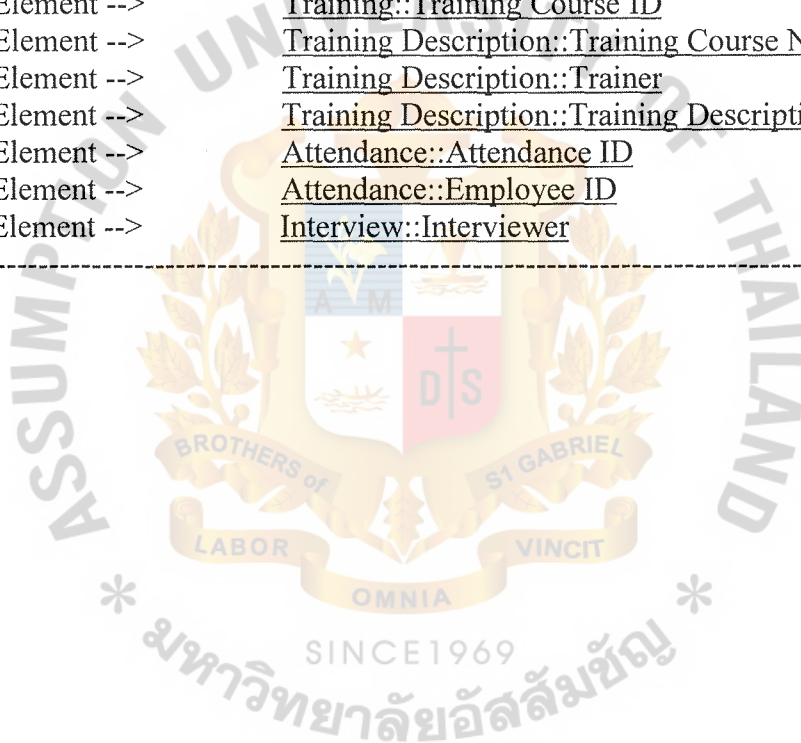 Element --> Training::Training Course ID
Element --> Training Description::Training Course N
Element --> Training Description::Trainer
Element --> Training Description::Training Descripti
Element --> Attendance::Attendance ID
Element --> Attendance::Employee ID
Element --> Interview::Interviewer
ASSUMPTION UNIVERSITY OF THAILAND
A M
D S
BROTHERS of ST GABRIEL
LABOR VINCIT
OMNIA
SINCE1969
* มหาวิทยาลัยอัสสัมชัญ *